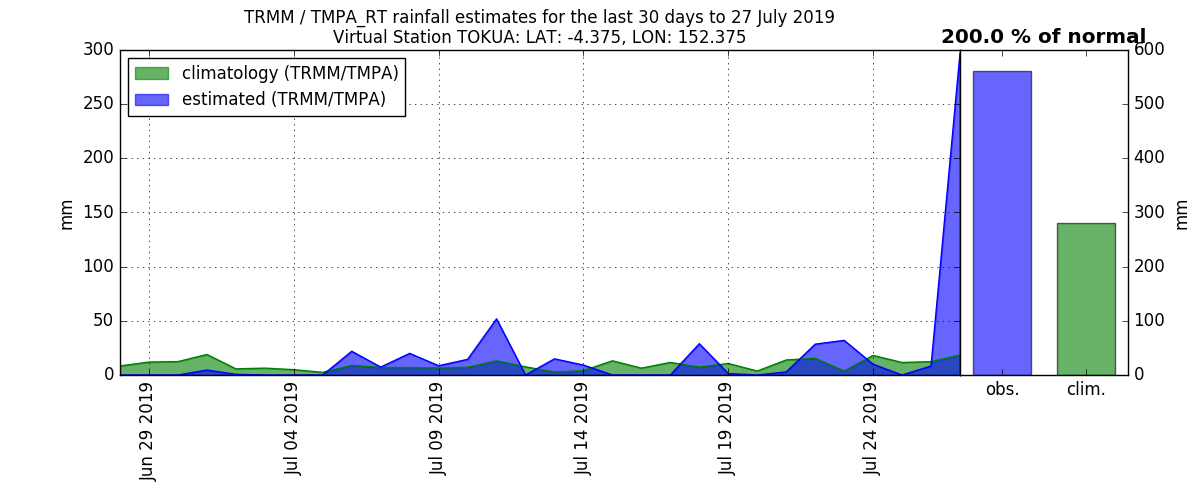 TRMM / TMPA_RT rainfall estimates for the last 30 days to 27 July 2019
Virtual Station TOKUA: LAT: -4.375, LON: 152.375
200.0 % of normal
climatology (TRMM/TMPA)
estimated (TRMM/TMPA)
300
250
200
150
100
50
0
mm
Jun 29 2019
Jul 04 2019
Jul 09 2019
Jul 14 2019
Jul 19 2019
Jul 24 2019
obs.
clim.
600
500
400
300
200
100
0
mm